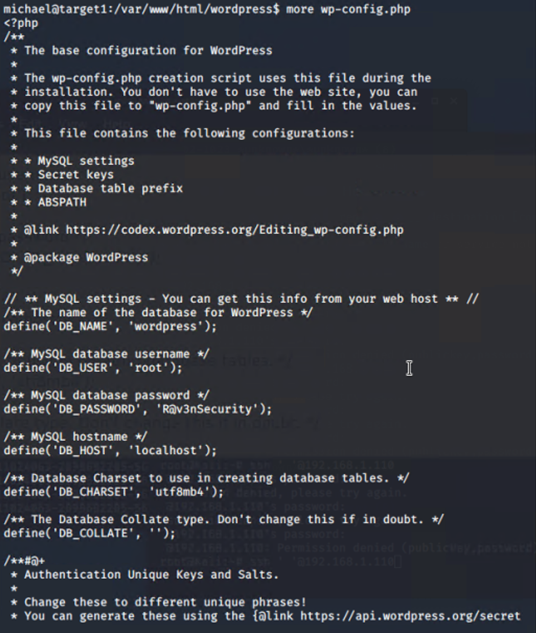 michael@target1:/var/www/html/wordpress$ more wp-config.php
<?php
/**
 * The base configuration for WordPress
 *
 * The wp-config.php creation script uses this file during the
 * installation. You don't have to use the web site, you can
 * copy this file to "wp-config.php" and fill in the values.
 *
 * This file contains the following configurations:
 *
 * * MySQL settings
 * * Secret keys
 * * Database table prefix
 * * ABSPATH
 *
 * @link https://codex.wordpress.org/Editing_wp-config.php
 *
 * @package WordPress
 */

// ** MySQL settings - You can get this info from your web host ** //
/** The name of the database for WordPress */
define('DB_NAME', 'wordpress');

/** MySQL database username */
define('DB_USER', 'root');

/** MySQL database password */
define('DB_PASSWORD', 'R@v3nSecurity');

/** MySQL hostname */
define('DB_HOST', 'localhost');

/** Database Charset to use in creating database tables. */
define('DB_CHARSET', 'utf8mb4');

/** The Database Collate type. Don't change this if in doubt. */
define('DB_COLLATE', '');

/**#@+
 * Authentication Unique Keys and Salts.
 *
 * Change these to different unique phrases!
 * You can generate these using the {@link https://api.wordpress.org/secret